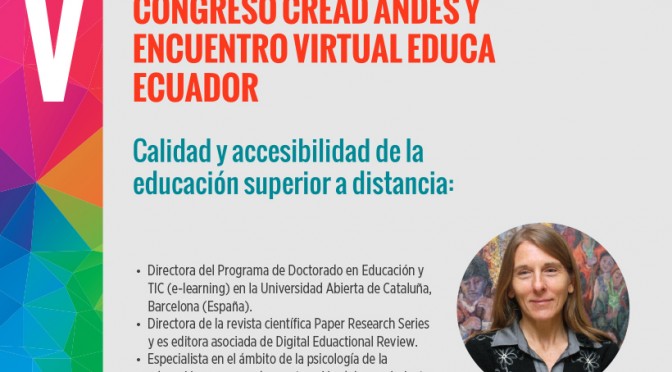 V
CONGRESO CREAD ANDES Y
ENCUENTRO VIRTUAL EDUCA
ECUADOR
Calidad y accesibilidad de la
educación superior a distancia:
• Directora del Programa de Doctorado en Educación y
TIC (e-learning) en la Universidad Abierta de Cataluña,
Barcelona (España).
• Directora de la revista científica Paper Research Series
y es editora asociada de Digital Eduactional Review.
• Especialista en el ámbito de la psicología de la